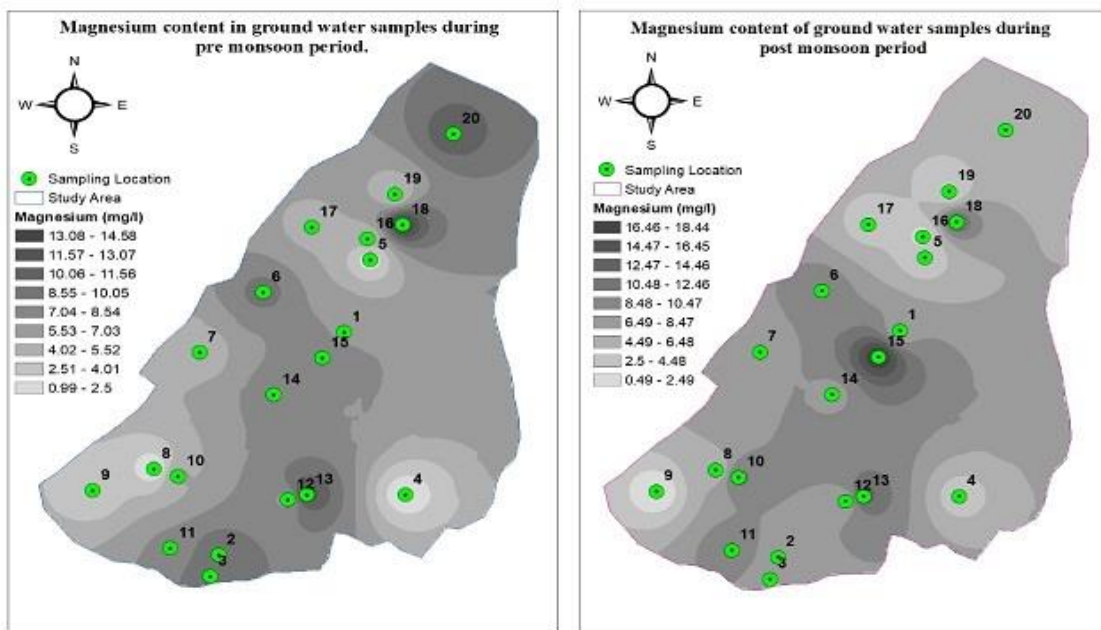 Magnesium content in ground water samples during
pre monsoon period.
N
W E
S
Sampling Location
Study Area
Magnesium (mg/l)
13.08 - 14.58
11.57 - 13.07
10.06 - 11.56
8.55 - 10.05
7.04 - 8.54
5.53 - 7.03
4.02 - 5.52
2.51 - 4.01
0.99 - 2.5
20
19
18
17
16
5
6
1
7
15
14
8
10
9
12
13
4
11
2
3
Magnesium content of ground water samples during
post monsoon period
N
W E
S
Sampling Location
Study Area
Magnesium (mg/l)
16.46 - 18.44
14.47 - 16.45
12.47 - 14.46
10.48 - 12.46
8.48 - 10.47
6.49 - 8.47
4.49 - 6.48
2.5 - 4.48
0.49 - 2.49
20
19
18
17
16
5
6
1
7
15
14
8
10
9
12
13
4
11
2
3